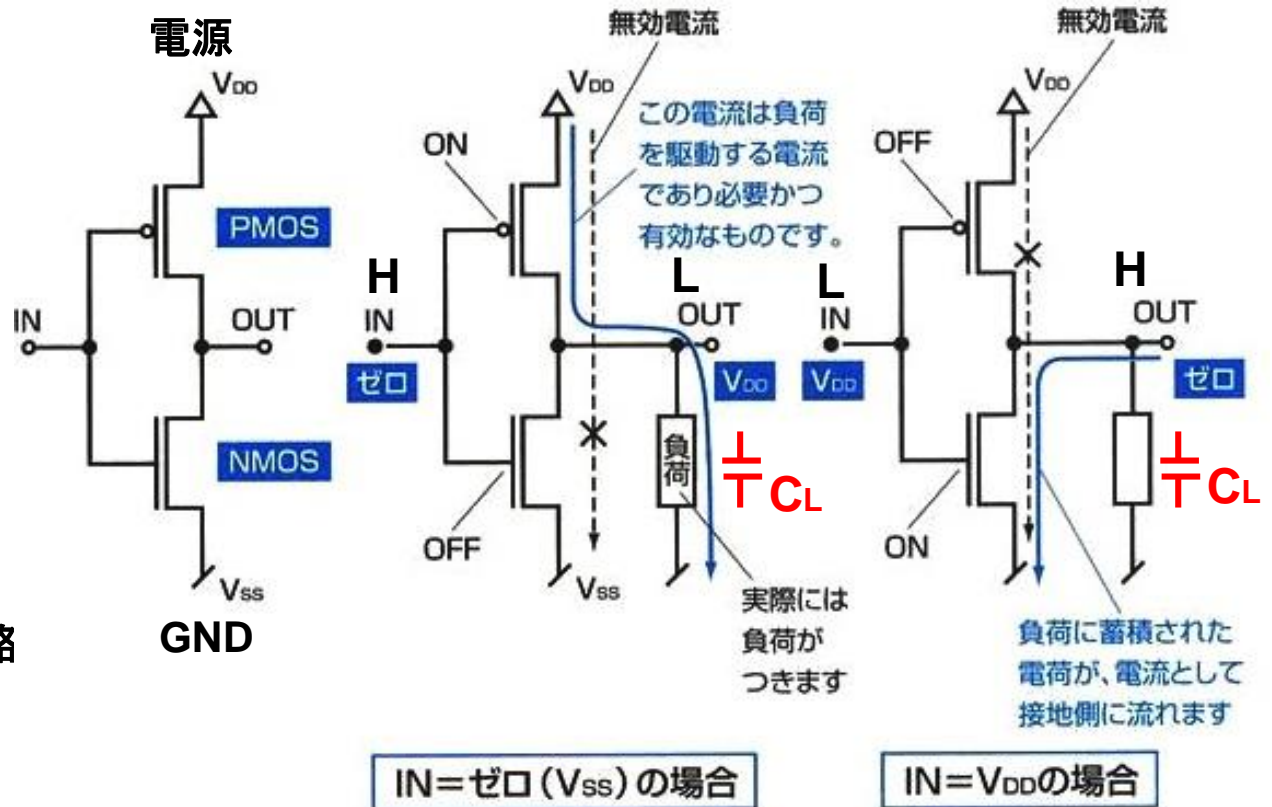 電源
VDD
PMOS
IN
OUT
NMOS
VSS
GND
路
無効電流
VDD
この電流は負荷
を駆動する電流
であり必要かつ
有効なものです。
ON
H
IN
ゼロ
L
OUT
VDD
負荷
CL
OFF
VSS
実際には
負荷が
つきます
IN=ゼロ(VSS)の場合
無効電流
VDD
OFF
L
IN
VDD
H
OUT
ゼロ
CL
ON
負荷に蓄積された
電荷が、電流として
接地側に流れます
IN=VDDの場合